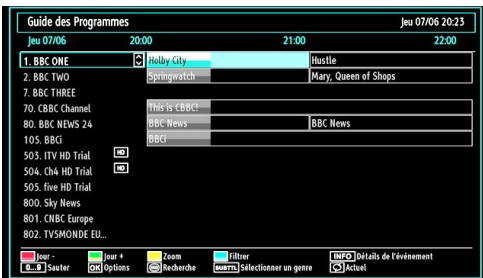 Guide des Programmes Jeu 07/06 20:23
Jeu 07/06 20:00 21:00 22:00
1. BBC ONE Holby City Hustle
2. BBC TWO Springwatch Mary, Queen of Shops
7. BBC THREE
70. CBBC Channel This is CBBC!
80. BBC NEWS 24 BBC News BBC News
105. BBCi BBCi
503. ITV HD Trial HD
504. Ch4 HD Trial HD
505. five HD Trial
800. Sky News
801. CNBC Europe
802. TV5MONDE EU...
Jour - Jour + Zoom Filtrer INFO Détails de l'événement
0...9 Sauter OK Options Recherche SUBTTL Sélectionner un genre Actuel